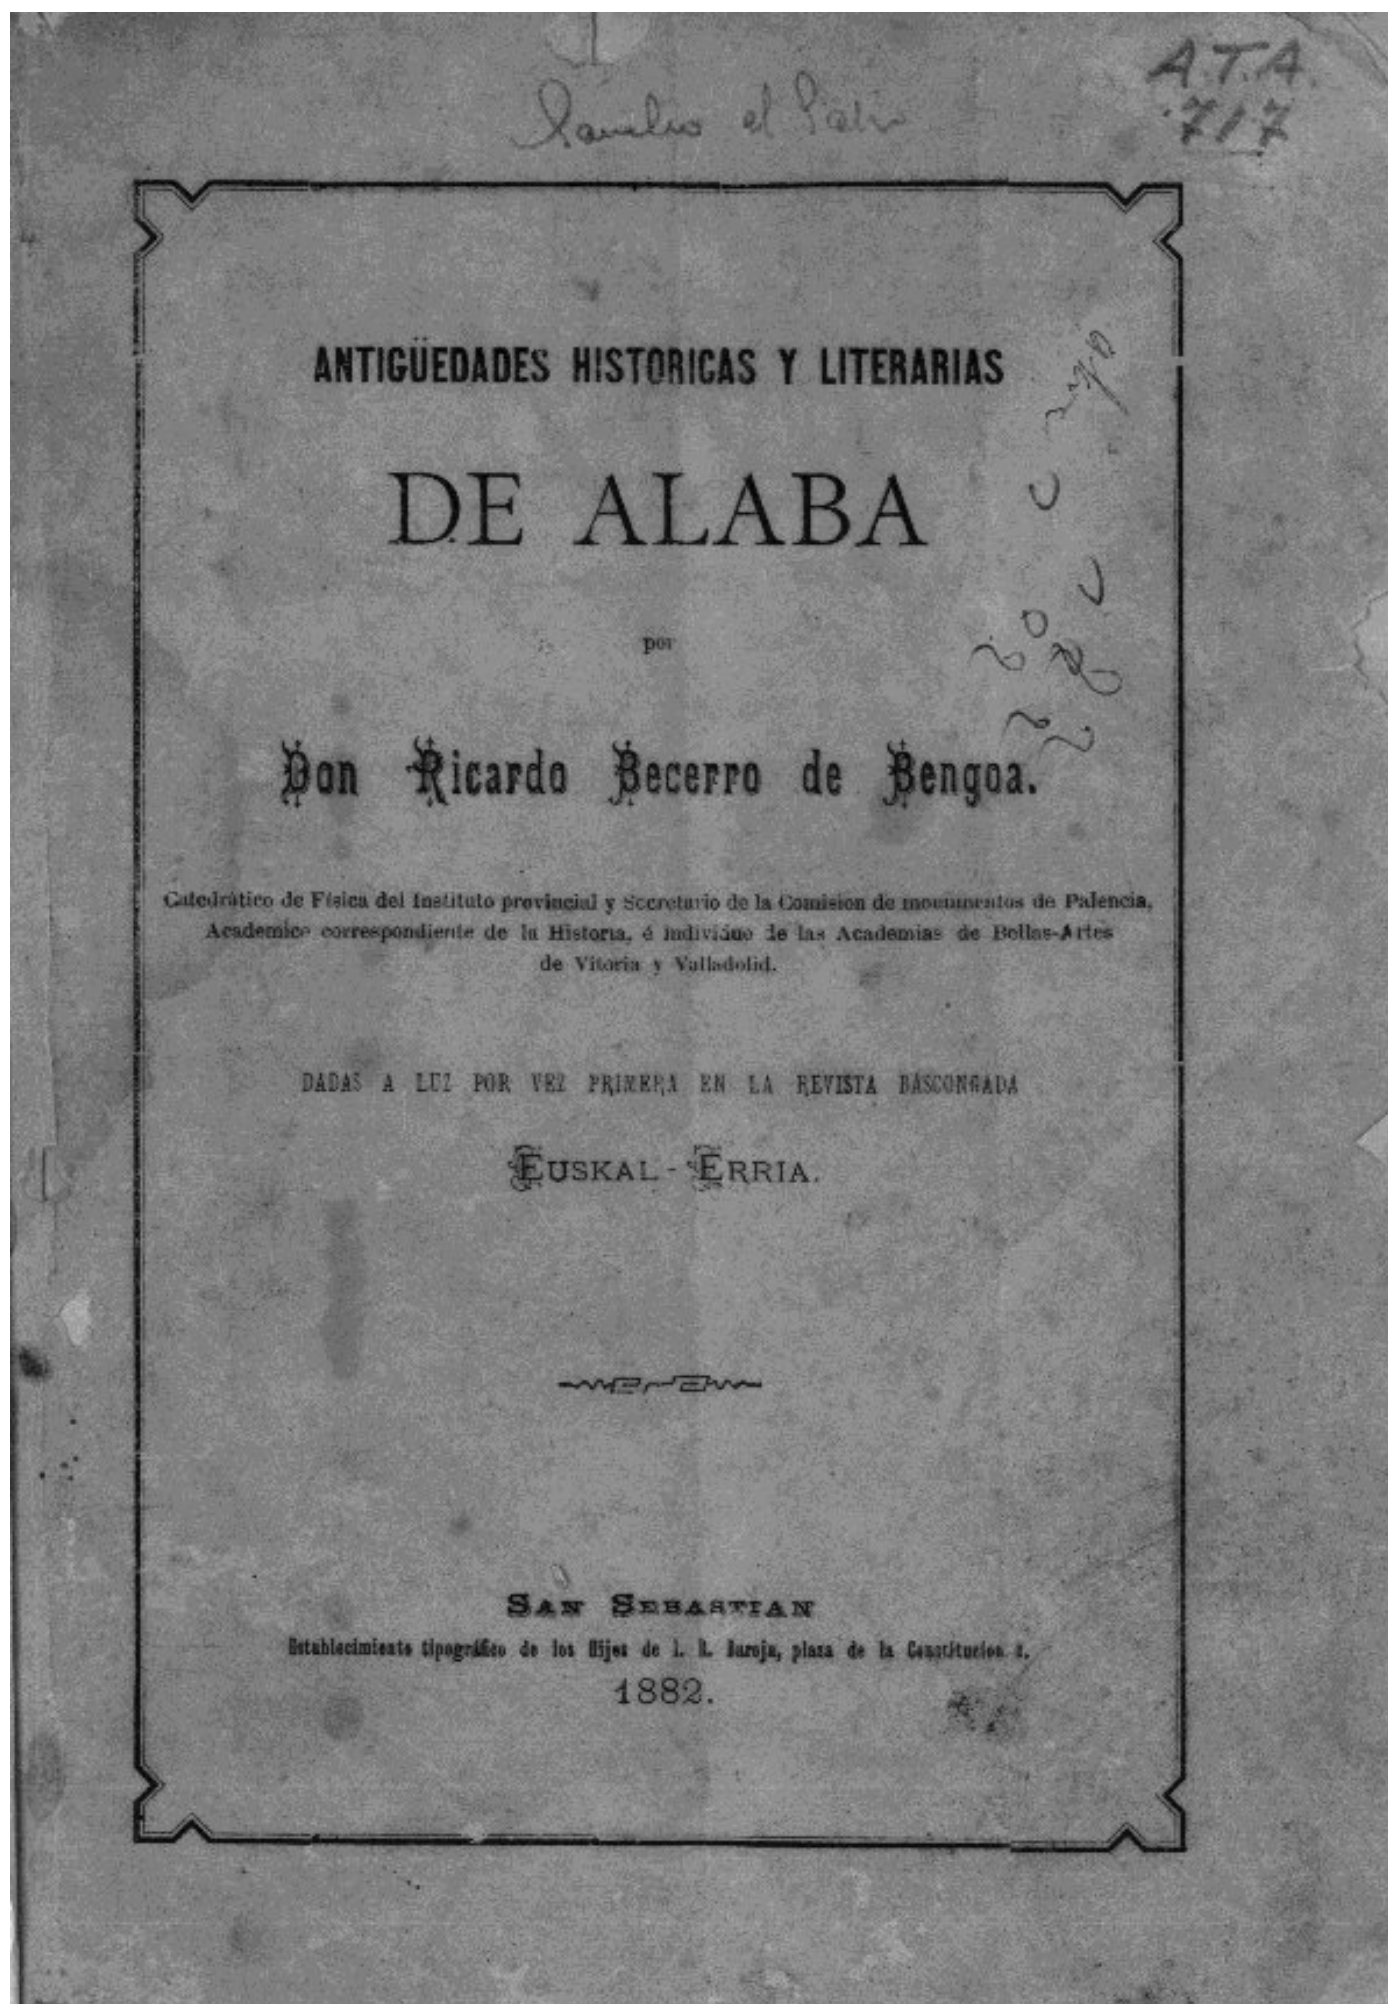 A.T.A.
717
el
ANTIGÜEDADES HISTORICAS Y LITERARIAS
DE ALABA
por
Don Ricardo Becerro de Bengoa.
Catedrático de Física del Instituto provincial y Secretario de la Comision de monumentos de Palencia,
Academico correspondiente de la Historia, é individuo de las Academias de Bellas-Artes
de Vitoria y Valladolid.
DADAS A LUZ POR VEZ PRIMERA EN LA REVISTA BASCONGADA
EUSKAL-ERRIA.
SAN SEBASTIAN
Establecimiento tipográfico de los Hijos de I. R. Baroja, plaza de la Constitucion
1882.